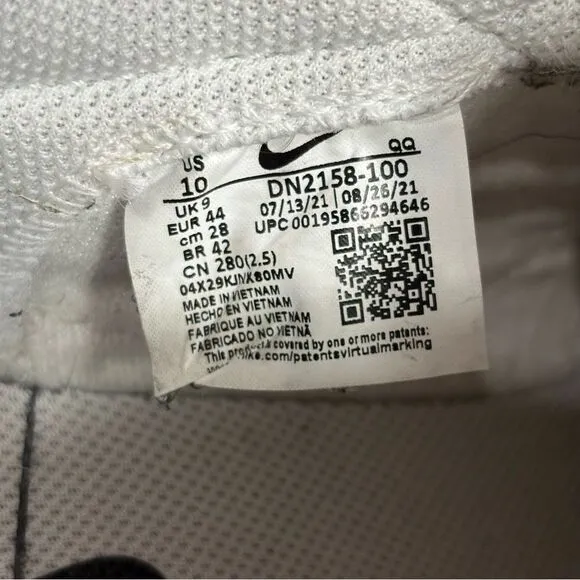 US
10
QQ
DN2158-100
UK 9
07/13/21 | 08/26/21
EUR 44
UPC 00195866294646
cm 28
BR 42
CN 280(2.5)
MADE IN VIETNAM
HECHO EN VIETNAM
FABRIQUE AU VIETNAM
FABRICADO NO VIETNÃ
This covered by one or more patents:
.com/patentsvirtualmarking